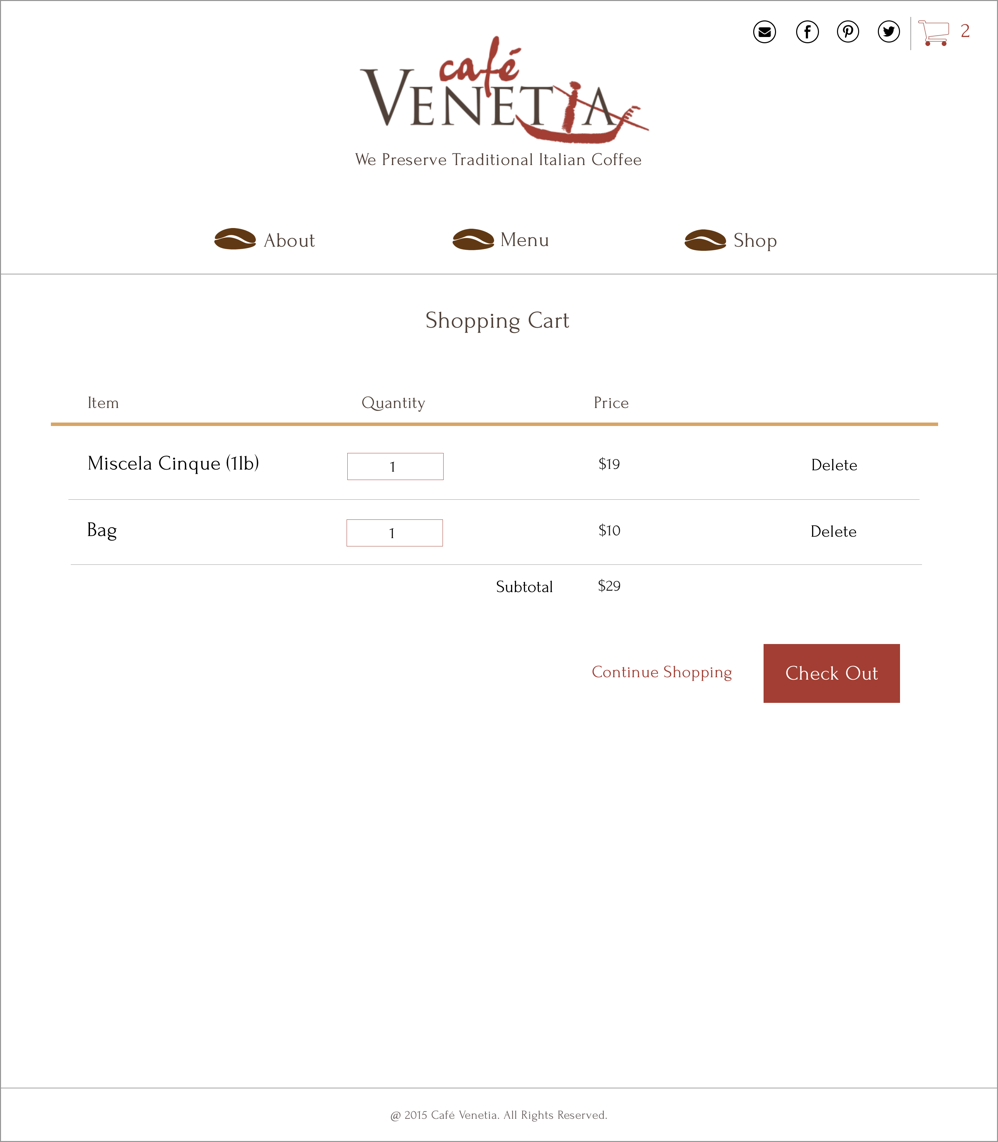 2
café
VENETIA
We Preserve Traditional Italian Coffee
About Menu Shop
Shopping Cart
Item Quantity Price
Miscela Cinque (1lb) 1 $19 Delete
Bag 1 $10 Delete
Subtotal $29
Continue Shopping Check Out
@ 2015 Café Venetia. All Rights Reserved.